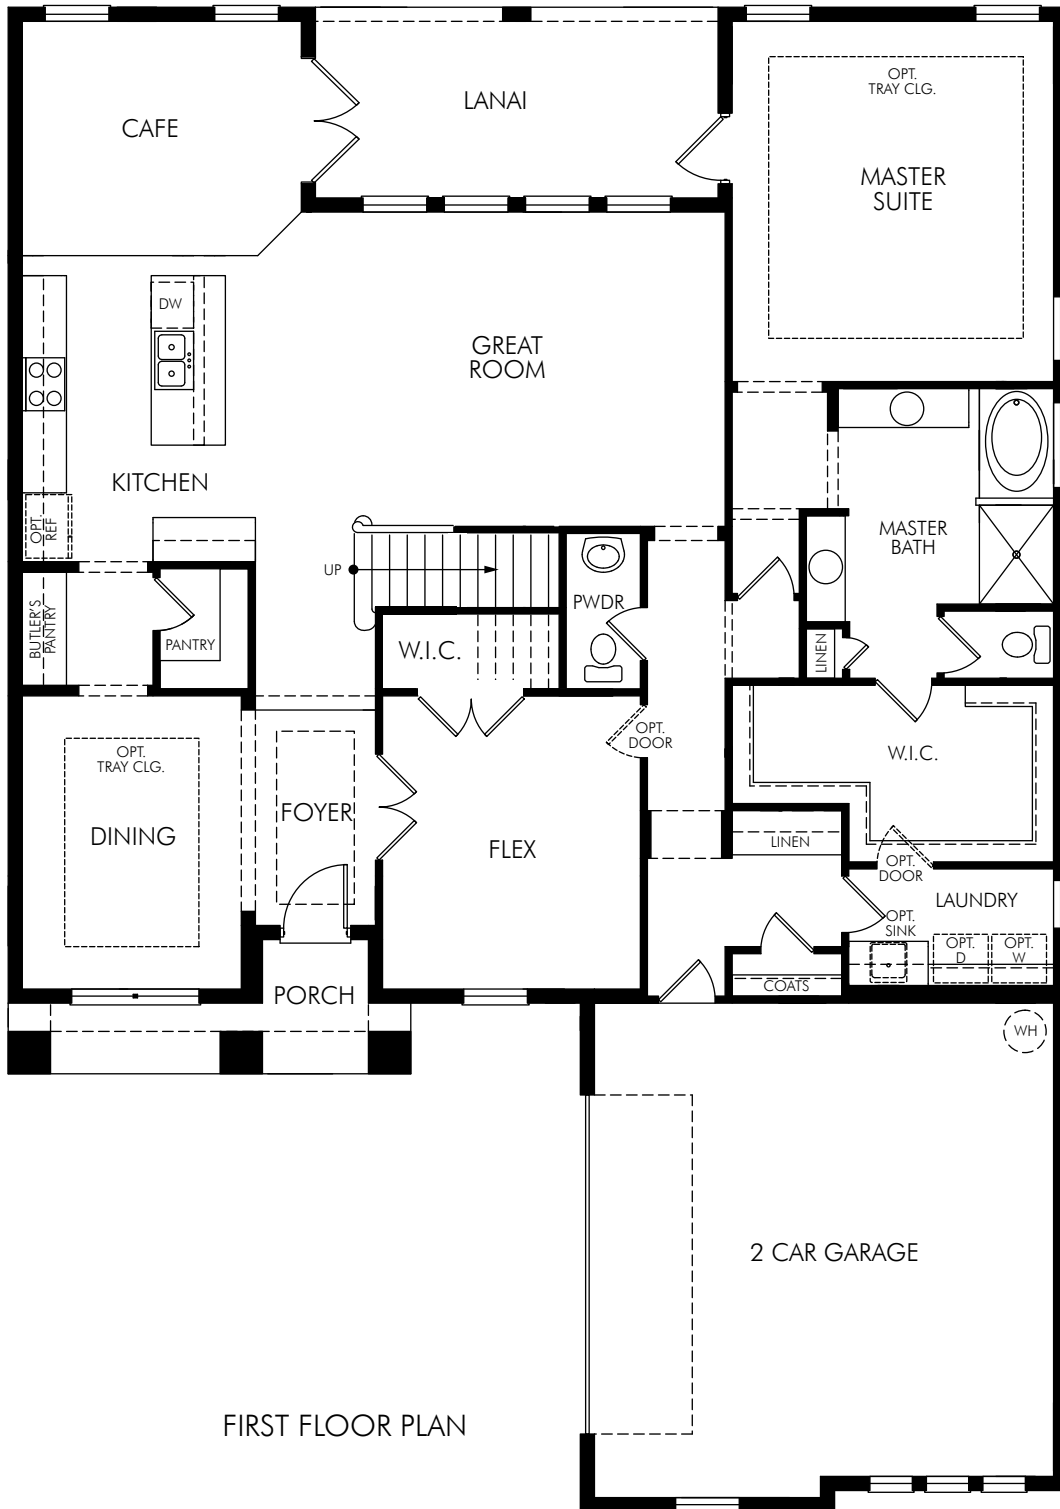 OPT.
TRAY CLG.
LANAI
CAFE
MASTER
SUITE
DW
GREAT
ROOM
KITCHEN
OPT.
REF
MASTER
BATH
UP
PWDR
BUTLER'S
PANTRY
PANTRY
W.I.C.
LINEN
OPT.
DOOR
OPT.
TRAY CLG.
W.I.C.
FOYER
DINING
FLEX
LINEN
OPT.
DOOR
LAUNDRY
OPT.
SINK
OPT.
D
OPT.
W
COATS
PORCH
WH
2 CAR GARAGE
FIRST FLOOR PLAN